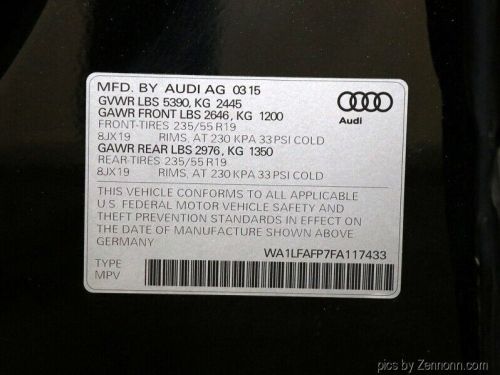 MFD. BY AUDI AG 03 15
GVWR LBS 5390, KG 2445
GAWR FRONT LBS 2646, KG 1200
FRONT-TIRES 235/55 R19
8JX19 RIMS, AT 230 KPA 33 PSI COLD
GAWR REAR LBS 2976, KG 1350
REAR-TIRES 235/55 R19
8JX19 RIMS, AT 230 KPA 33 PSI COLD
THIS VEHICLE CONFORMS TO ALL APPLICABLE
U.S. FEDERAL MOTOR VEHICLE SAFETY AND
THEFT PREVENTION STANDARDS IN EFFECT ON
THE DATE OF MANUFACTURE SHOWN ABOVE
GERMANY
WA1LFAFP7FA117433
TYPE
MPV
Audi
pics by Zennonn.com